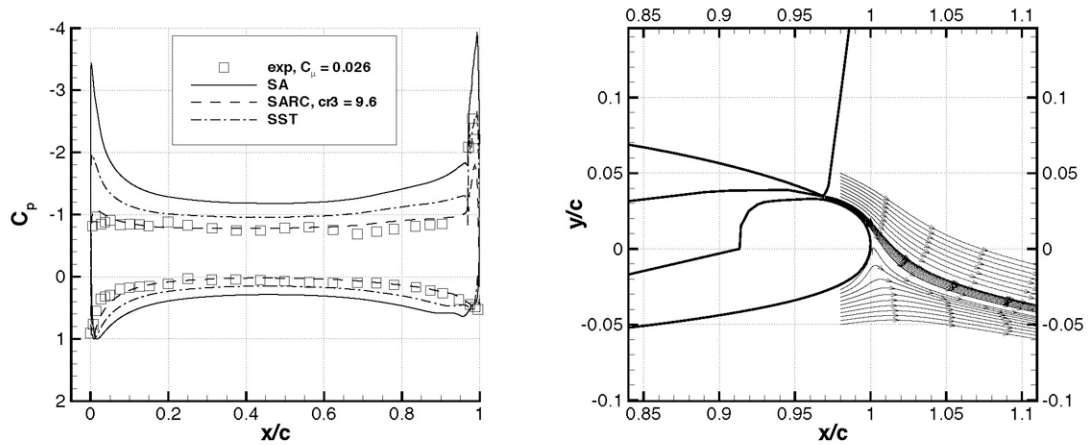 -4
-3
-2
-1
0
1
2
C_p
0 0.2 0.4 0.6 0.8 1
x/c
exp, C_μ = 0.026
SA
SARC, cr3 = 9.6
SST
0.85 0.9 0.95 1 1.05 1.1
0.1
0.05
0
-0.05
-0.1
y/c
0.1
0.05
0
-0.05
-0.1
0.85 0.9 0.95 1 1.05 1.1
x/c